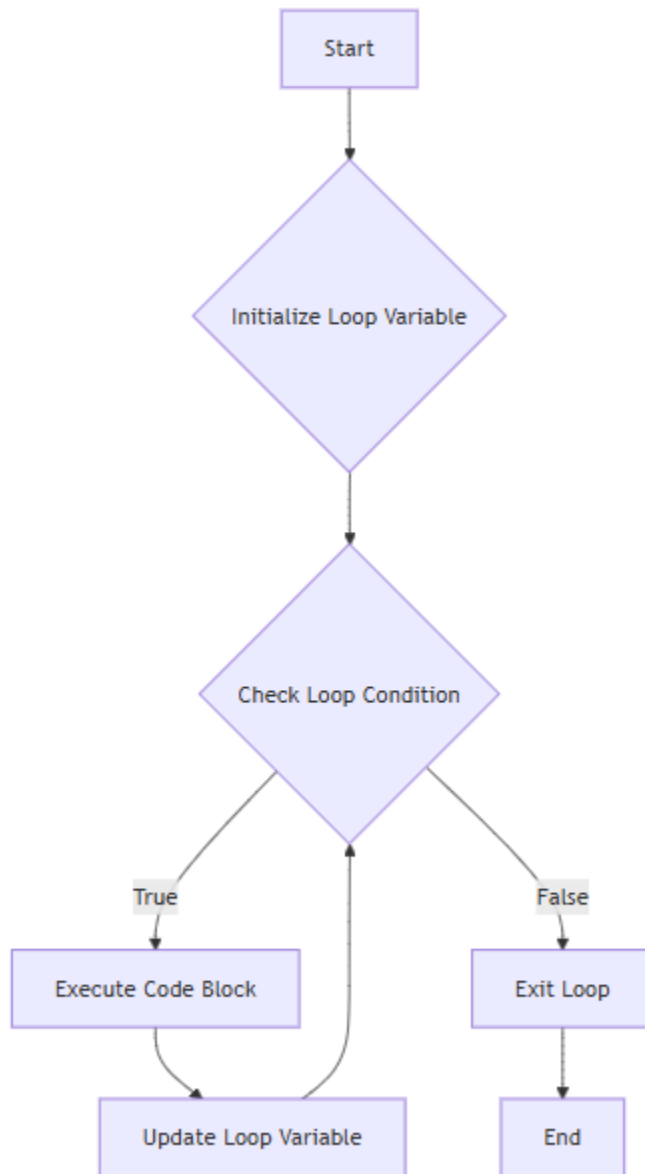 Start
Initialize Loop Variable
Check Loop Condition
True
False
Execute Code Block
Exit Loop
Update Loop Variable
End